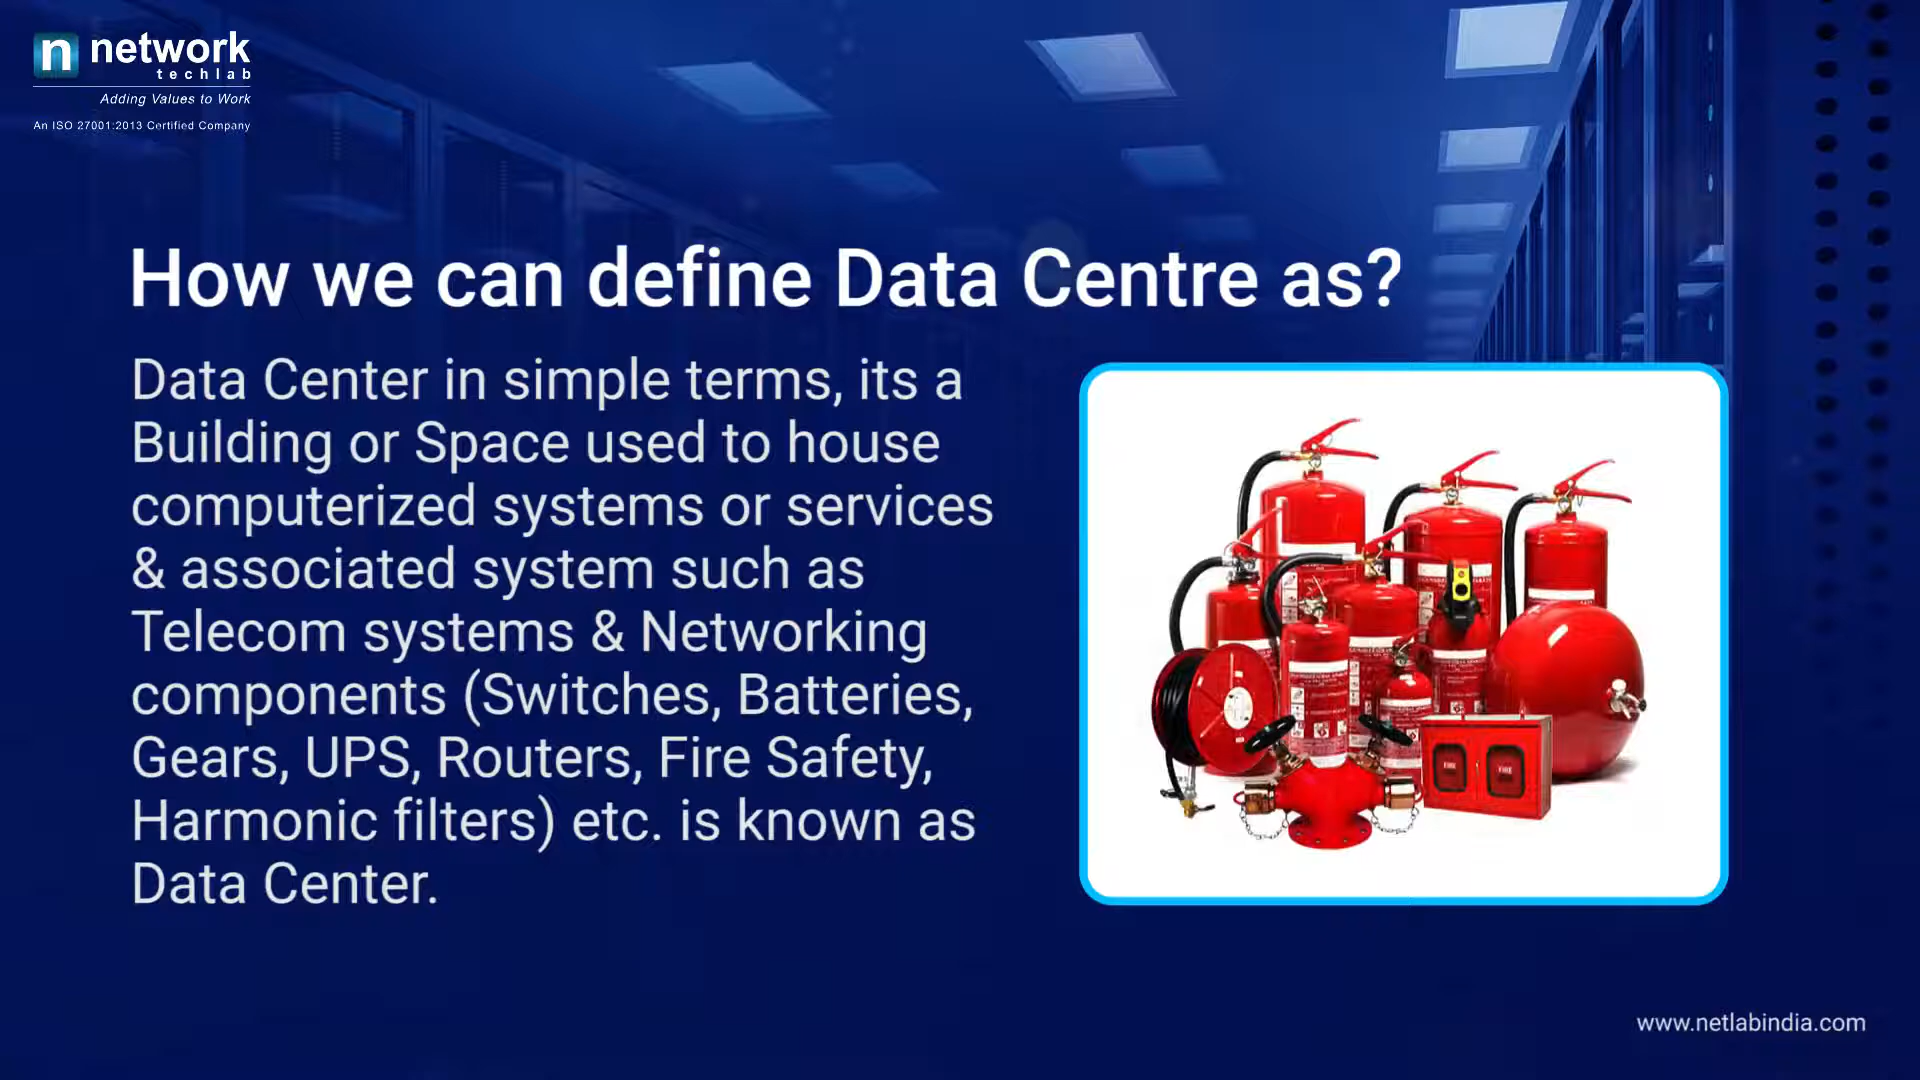 n network
techlab
Adding Values to Work
An ISO 27001:2013 Certified Company
How we can define Data Centre as?
Data Center in simple terms, its a
Building or Space used to house
computerized systems or services
& associated system such as
Telecom systems & Networking
components (Switches, Batteries,
Gears, UPS, Routers, Fire Safety,
Harmonic filters) etc. is known as
Data Center.
FIRE
FIRE
www.netlabindia.com